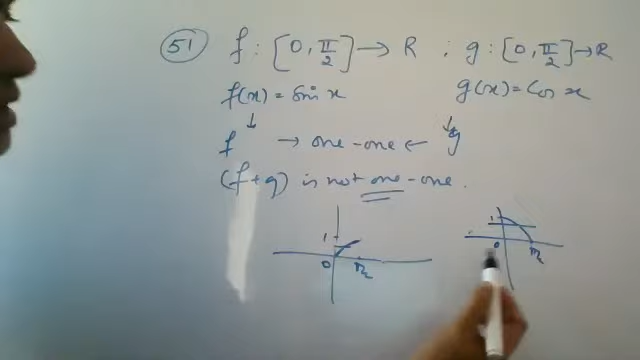 51 f : [0, π/2] → R ; g : [0, π/2] → R
f(x) = Sin x g(x) = Cos x
f → one-one ← g
(f+g) is not one-one.
1 1
0 π/2 0 π/2